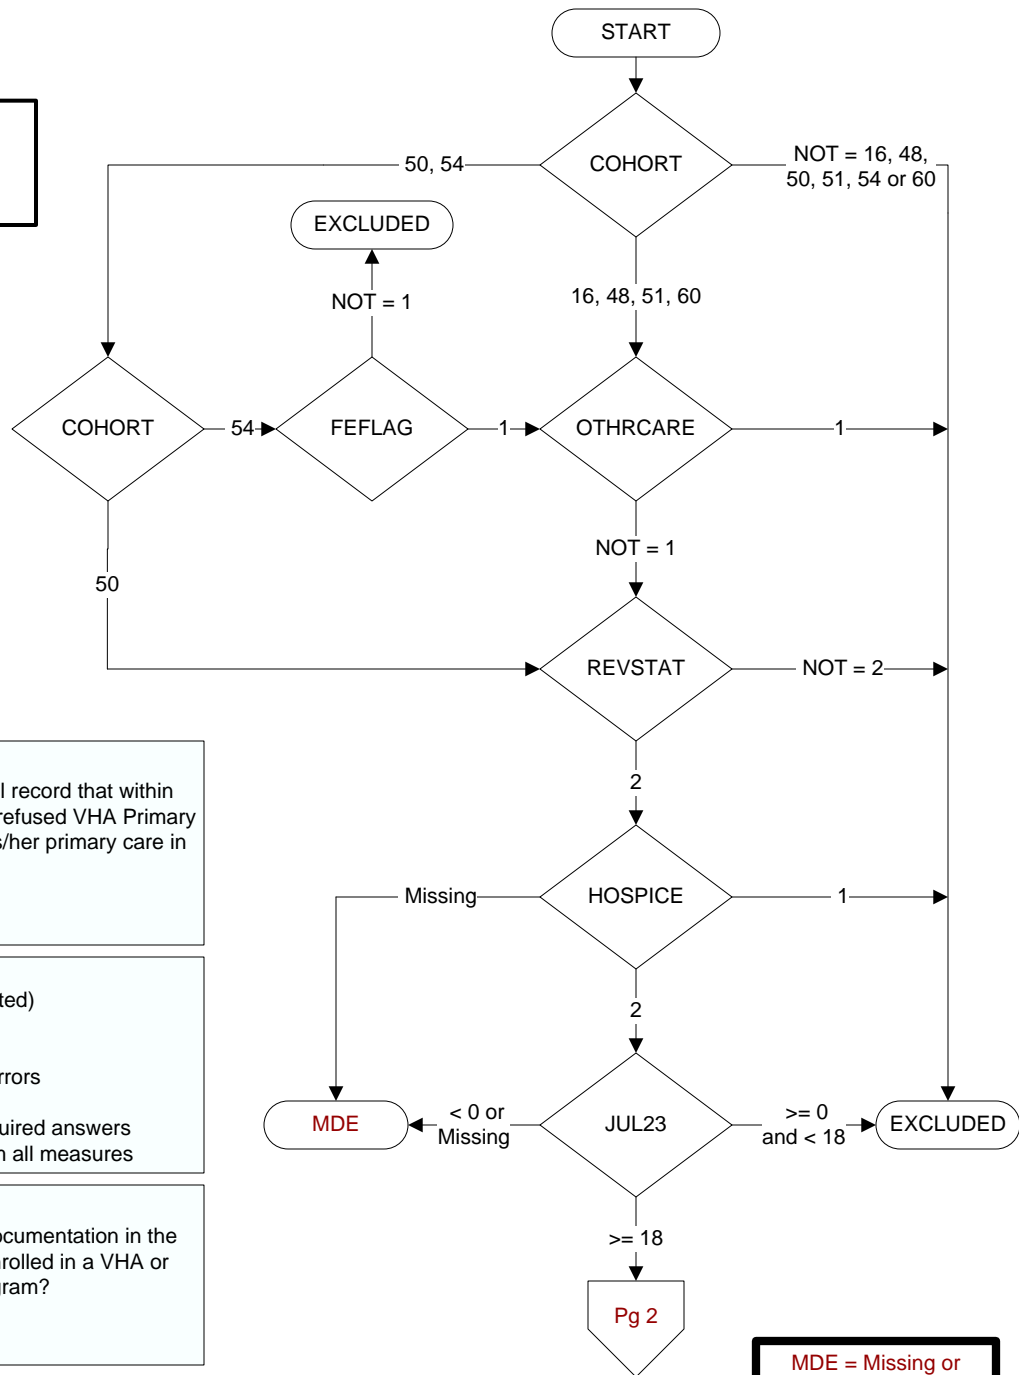 START
COHORT
50, 54
NOT = 16, 48,
50, 51, 54 or 60
EXCLUDED
NOT = 1
16, 48, 51, 60
COHORT
54
FEFLAG
1
OTHRCARE
1
NOT = 1
50
REVSTAT
NOT = 2
2
l record that within
refused VHA Primary
s/her primary care in
Missing
HOSPICE
1
2
ted)
rrors
uired answers
n all measures
MDE
< 0 or
Missing
JUL23
>= 0
and < 18
EXCLUDED
>= 18
ocumentation in the
nrolled in a VHA or
gram?
Pg 2
MDE = Missing or